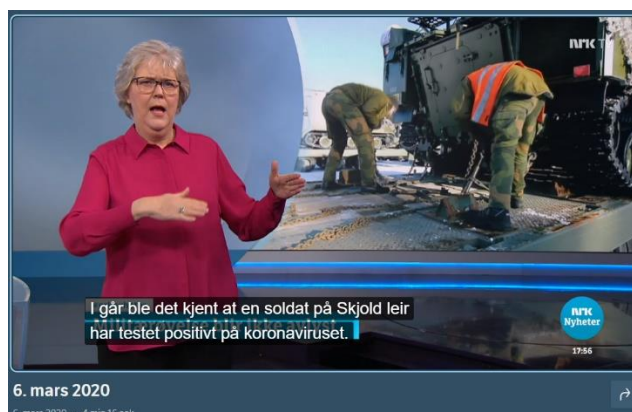 NRK TV
I går ble det kjent at en soldat på Skjold leir
har testet positivt på koronaviruset.
NRK
Nyheter
17:56
6. mars 2020